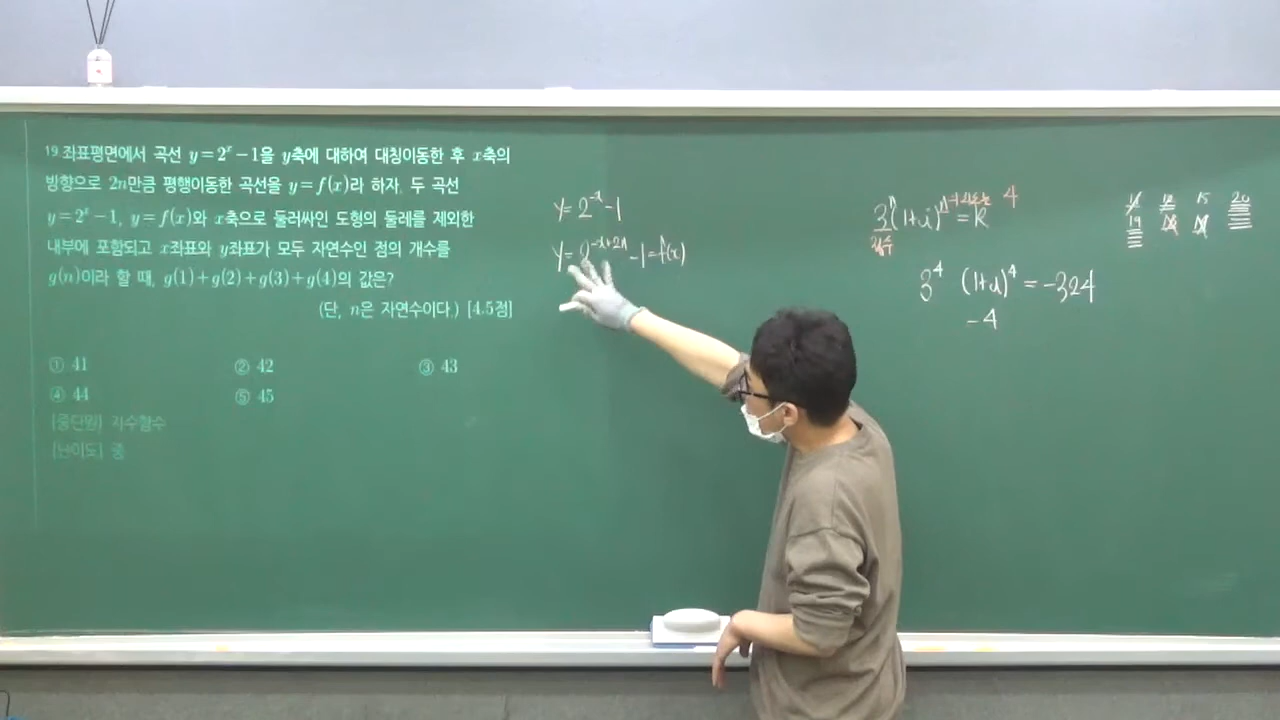 19 좌표평면에서 곡선 y=2^x-1을 y축에 대하여 대칭이동한 후 x축의
방향으로 2n만큼 평행이동한 곡선을 y=f(x)라 하자. 두 곡선
y=2^x-1, y=f(x)와 x축으로 둘러싸인 도형의 둘레를 제외한
내부에 포함되고 x좌표와 y좌표가 모두 자연수인 점의 개수를
g(n)이라 할 때, g(1)+g(2)+g(3)+g(4)의 값은?
(단, n은 자연수이다.) [4.5점]
① 41 ② 42 ③ 43
④ 44 ⑤ 45
[중단원] 지수함수
[난이도] 중
y=2^{-x}-1
y=2^{-x+2n}-1=f(x)
3^n(1+i)^n=k 4
3^4 (1+i)^4=-324
-4
15 20
19